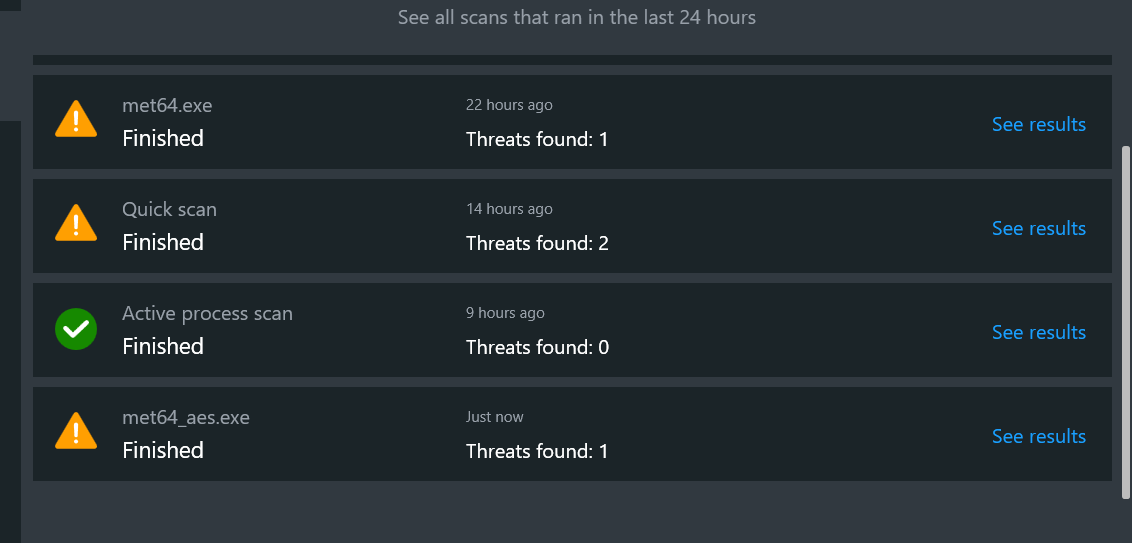 See all scans that ran in the last 24 hours
met64.exe
22 hours ago
Finished
Threats found: 1
See results
Quick scan
14 hours ago
Finished
Threats found: 2
See results
Active process scan
9 hours ago
Finished
Threats found: 0
See results
met64_aes.exe
Just now
Finished
Threats found: 1
See results